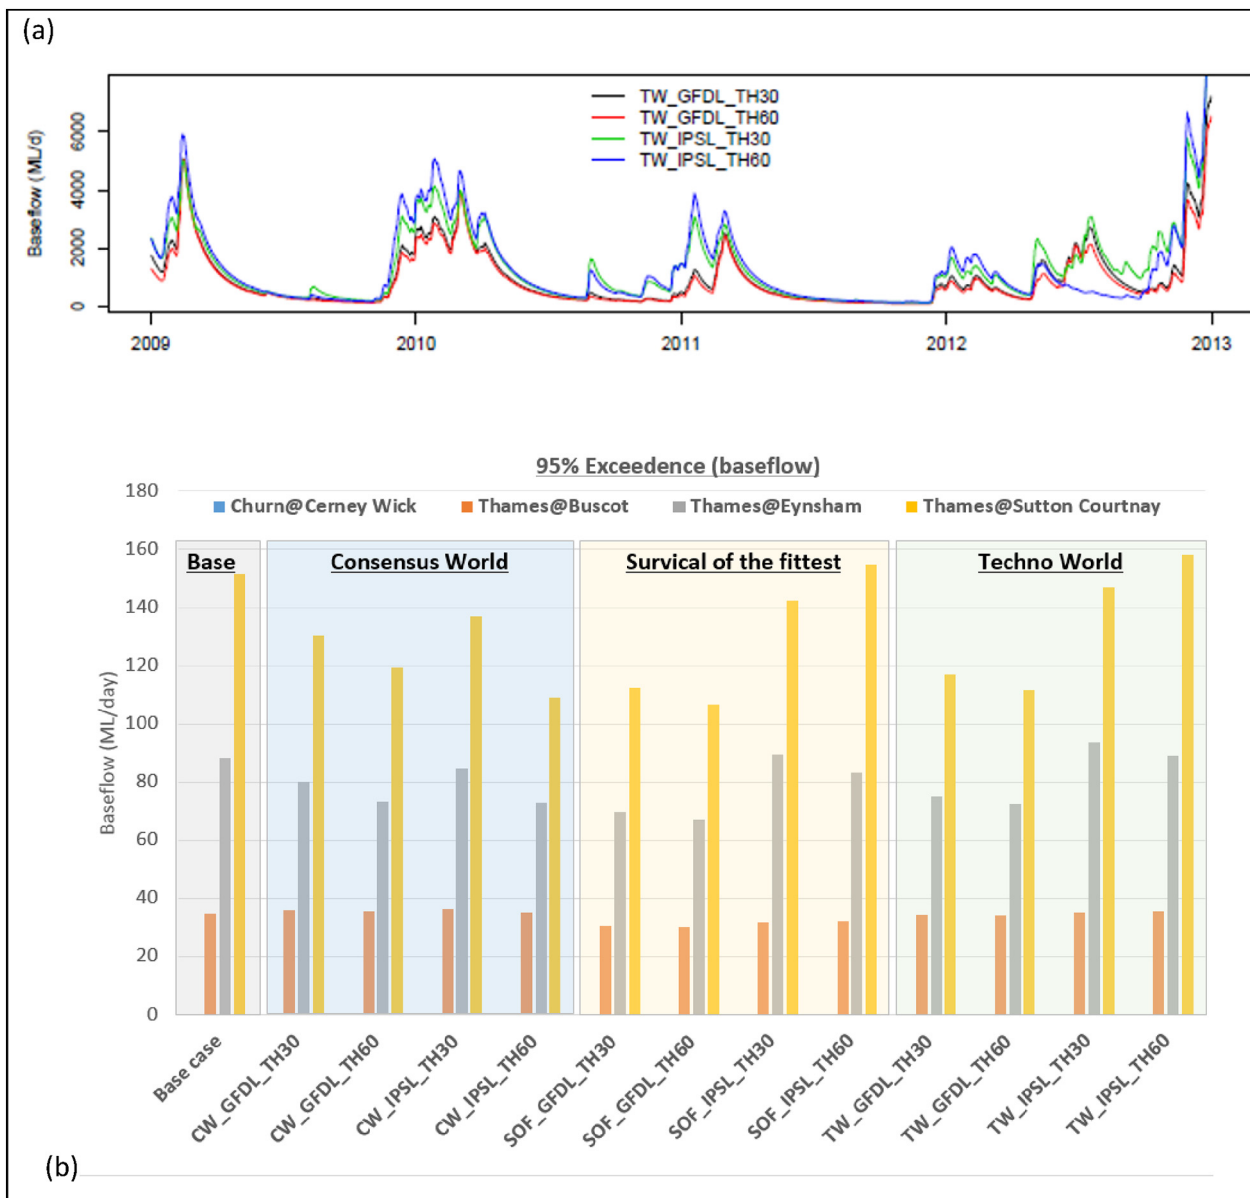 (a)
TW_GFDL_TH30
TW_GFDL_TH60
TW_IPSL_TH30
TW_IPSL_TH60
Baseflow (ML/d)
6000
4000
2000
0
2009 2010 2011 2012 2013
95% Exceedence (baseflow)
Churn@Cerney Wick Thames@Buscot Thames@Eynsham Thames@Sutton Courtnay
Base Consensus World Survical of the fittest Techno World
Baseflow (ML/day)
180
160
140
120
100
80
60
40
20
0
Base case CW_GFDL_TH30 CW_GFDL_TH60 CW_IPSL_TH30 CW_IPSL_TH60 SOF_GFDL_TH30 SOF_GFDL_TH60 SOF_IPSL_TH30 SOF_IPSL_TH60 TW_GFDL_TH30 TW_GFDL_TH60 TW_IPSL_TH30 TW_IPSL_TH60
(b)